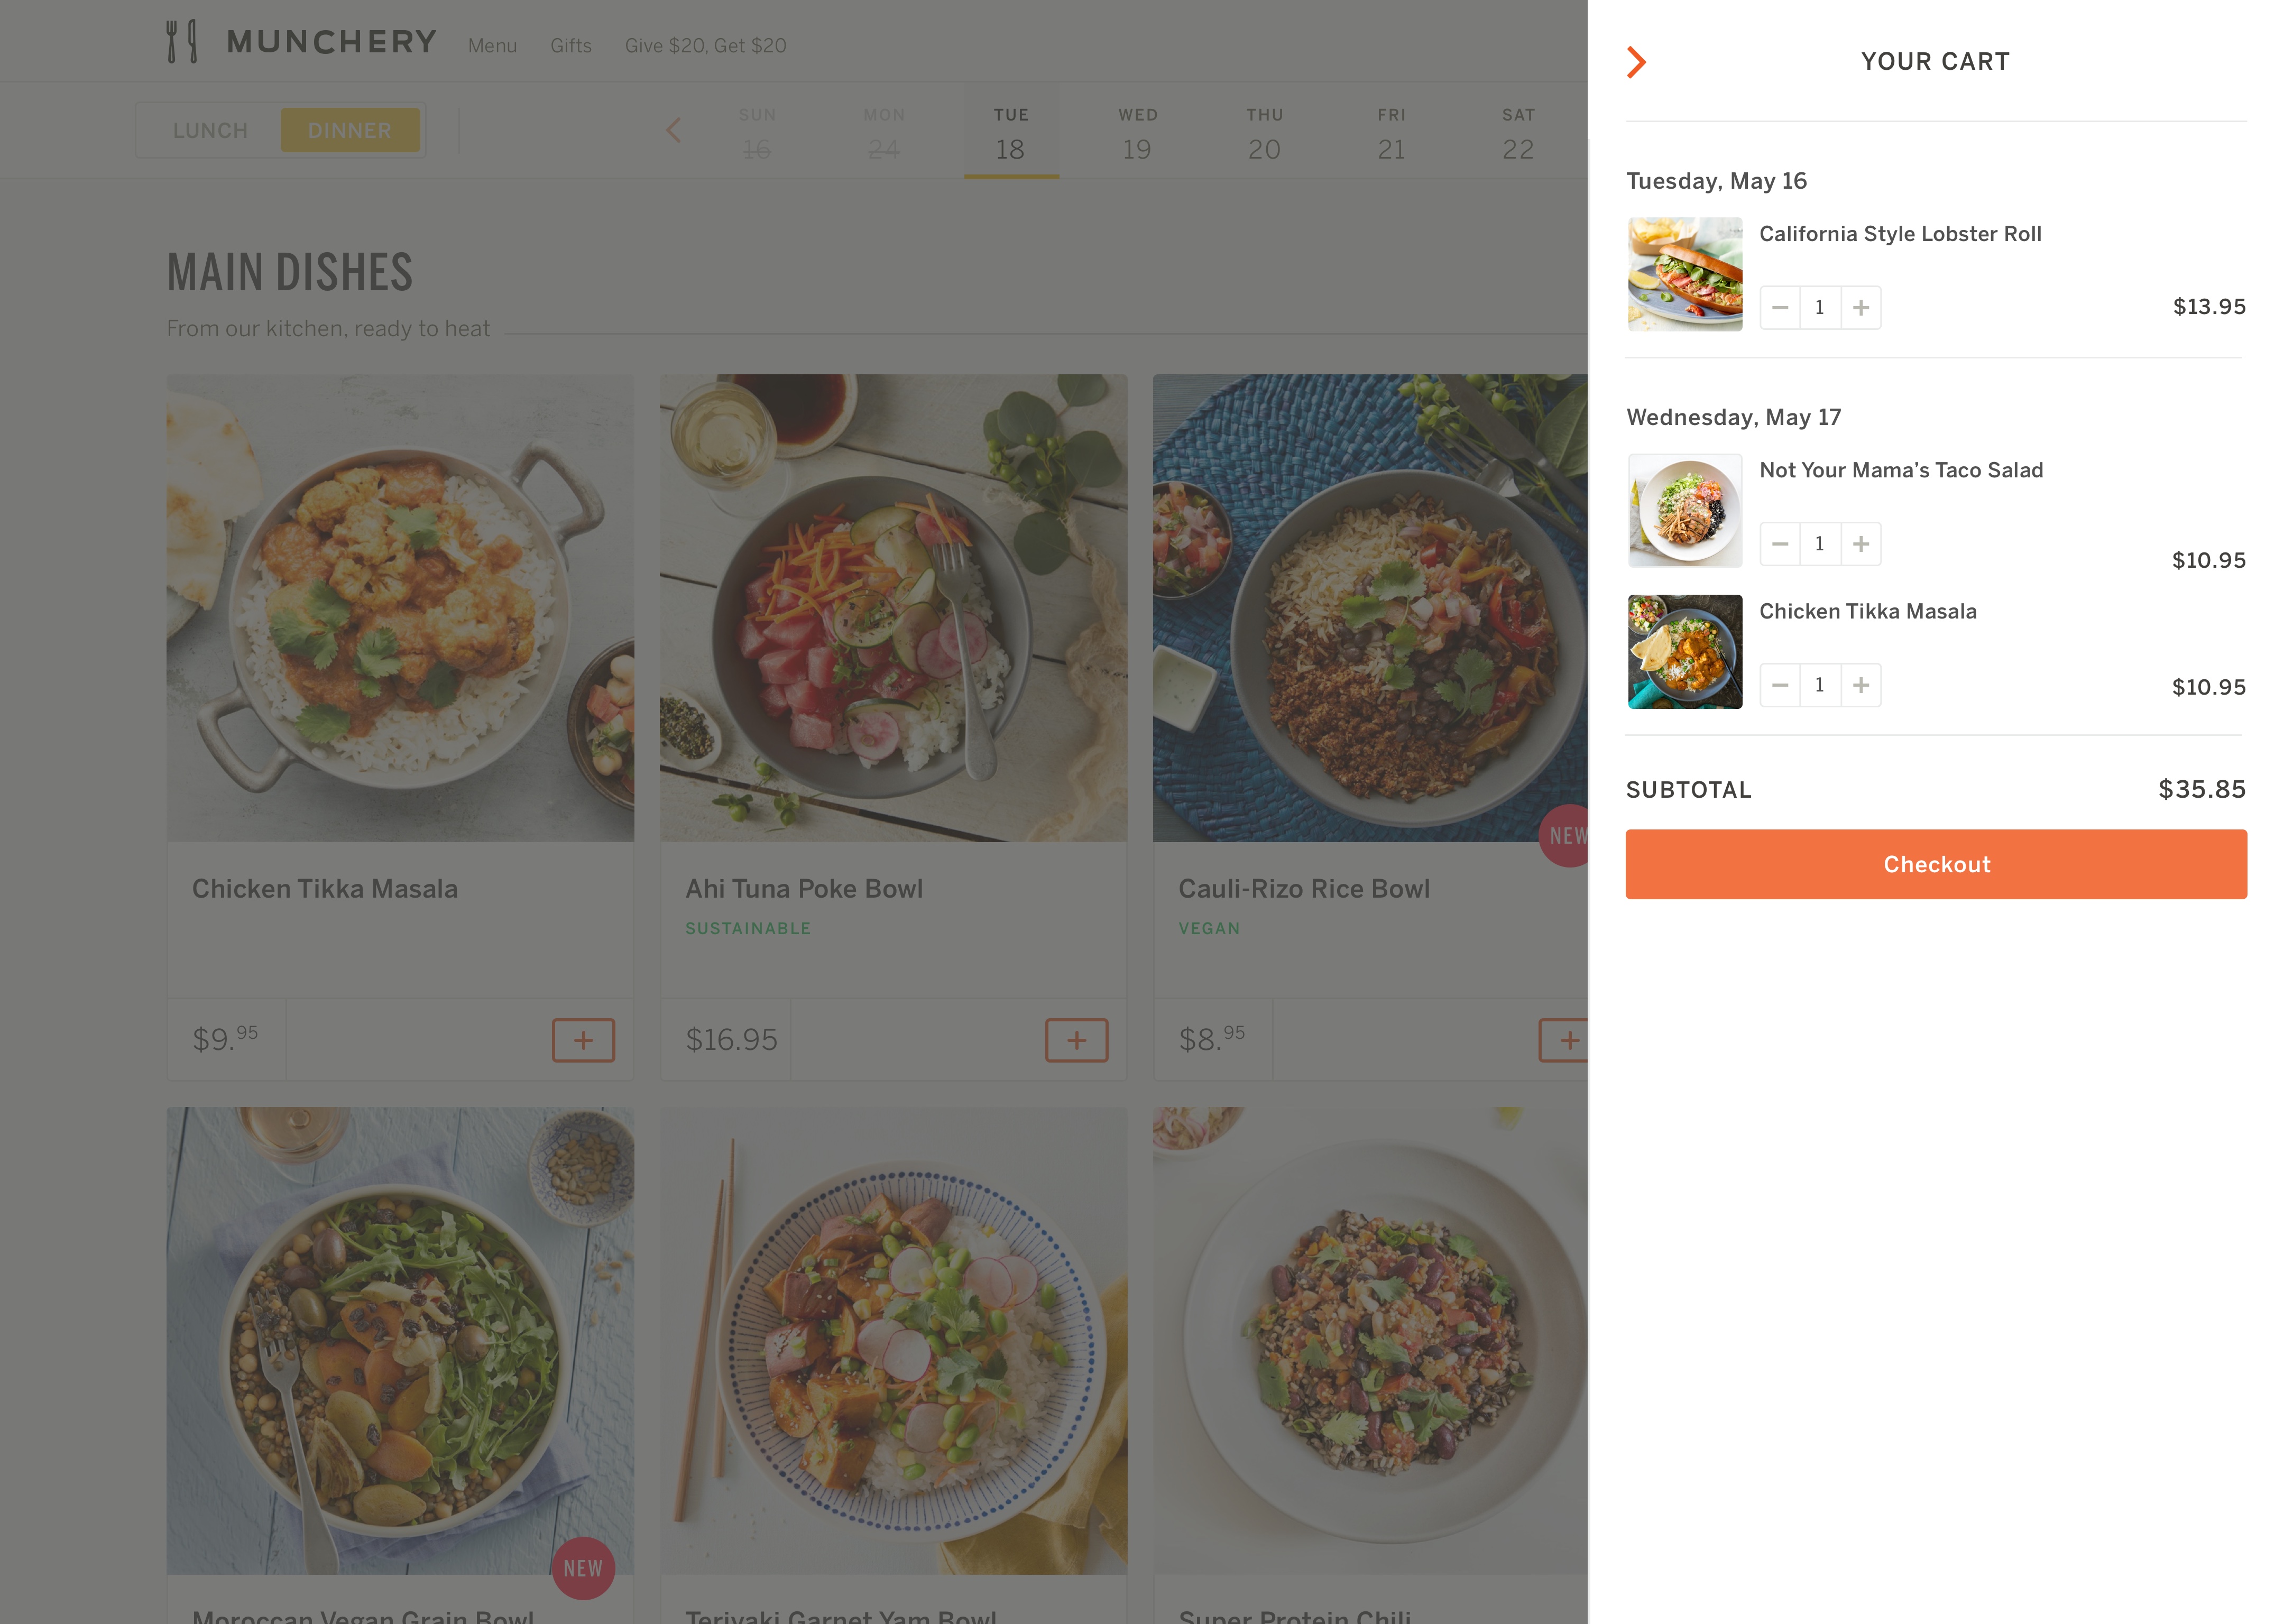 MUNCHERY Menu Gifts Give $20, Get $20
LUNCH DINNER
SUN MON TUE WED THU FRI SAT
16 24 18 19 20 21 22
MAIN DISHES
From our kitchen, ready to heat
NEW
Chicken Tikka Masala
$9.95
Ahi Tuna Poke Bowl
SUSTAINABLE
$16.95
Cauli-Rizo Rice Bowl
VEGAN
$8.95
NEW
Moroccan Vegan Grain Bowl
Teriyaki Garnet Yam Bowl
Super Protein Chili
YOUR CART
Tuesday, May 16
California Style Lobster Roll
1 $13.95
Wednesday, May 17
Not Your Mama’s Taco Salad
1 $10.95
Chicken Tikka Masala
1 $10.95
SUBTOTAL $35.85
Checkout